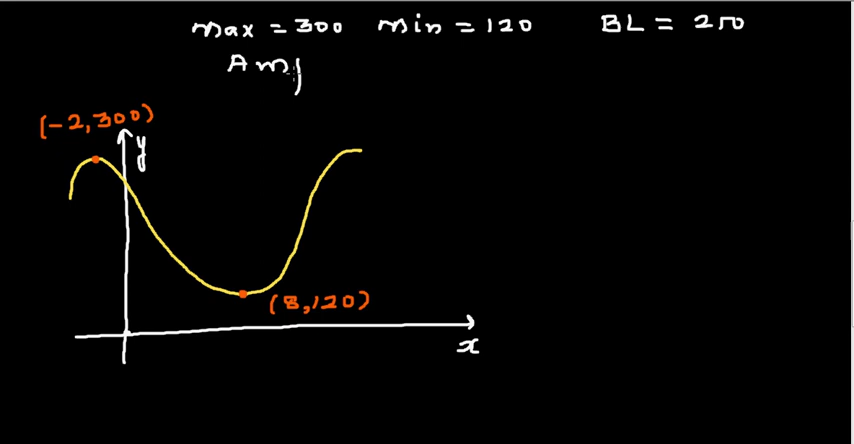 max = 300 min = 120 BL = 210
Amp
(-2,300)
y
(8,120)
x